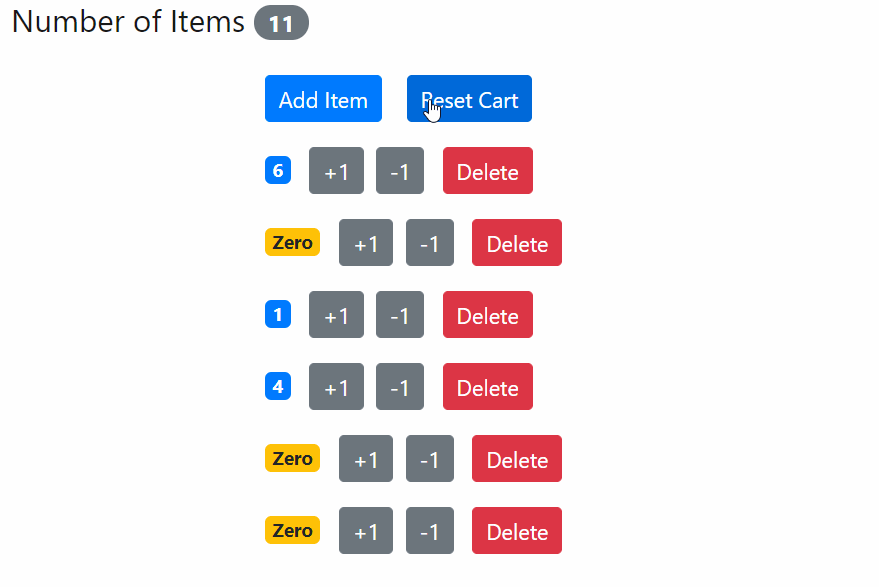 Number of Items 11
Add Item Reset Cart
6 +1 -1 Delete
Zero +1 -1 Delete
1 +1 -1 Delete
4 +1 -1 Delete
Zero +1 -1 Delete
Zero +1 -1 Delete